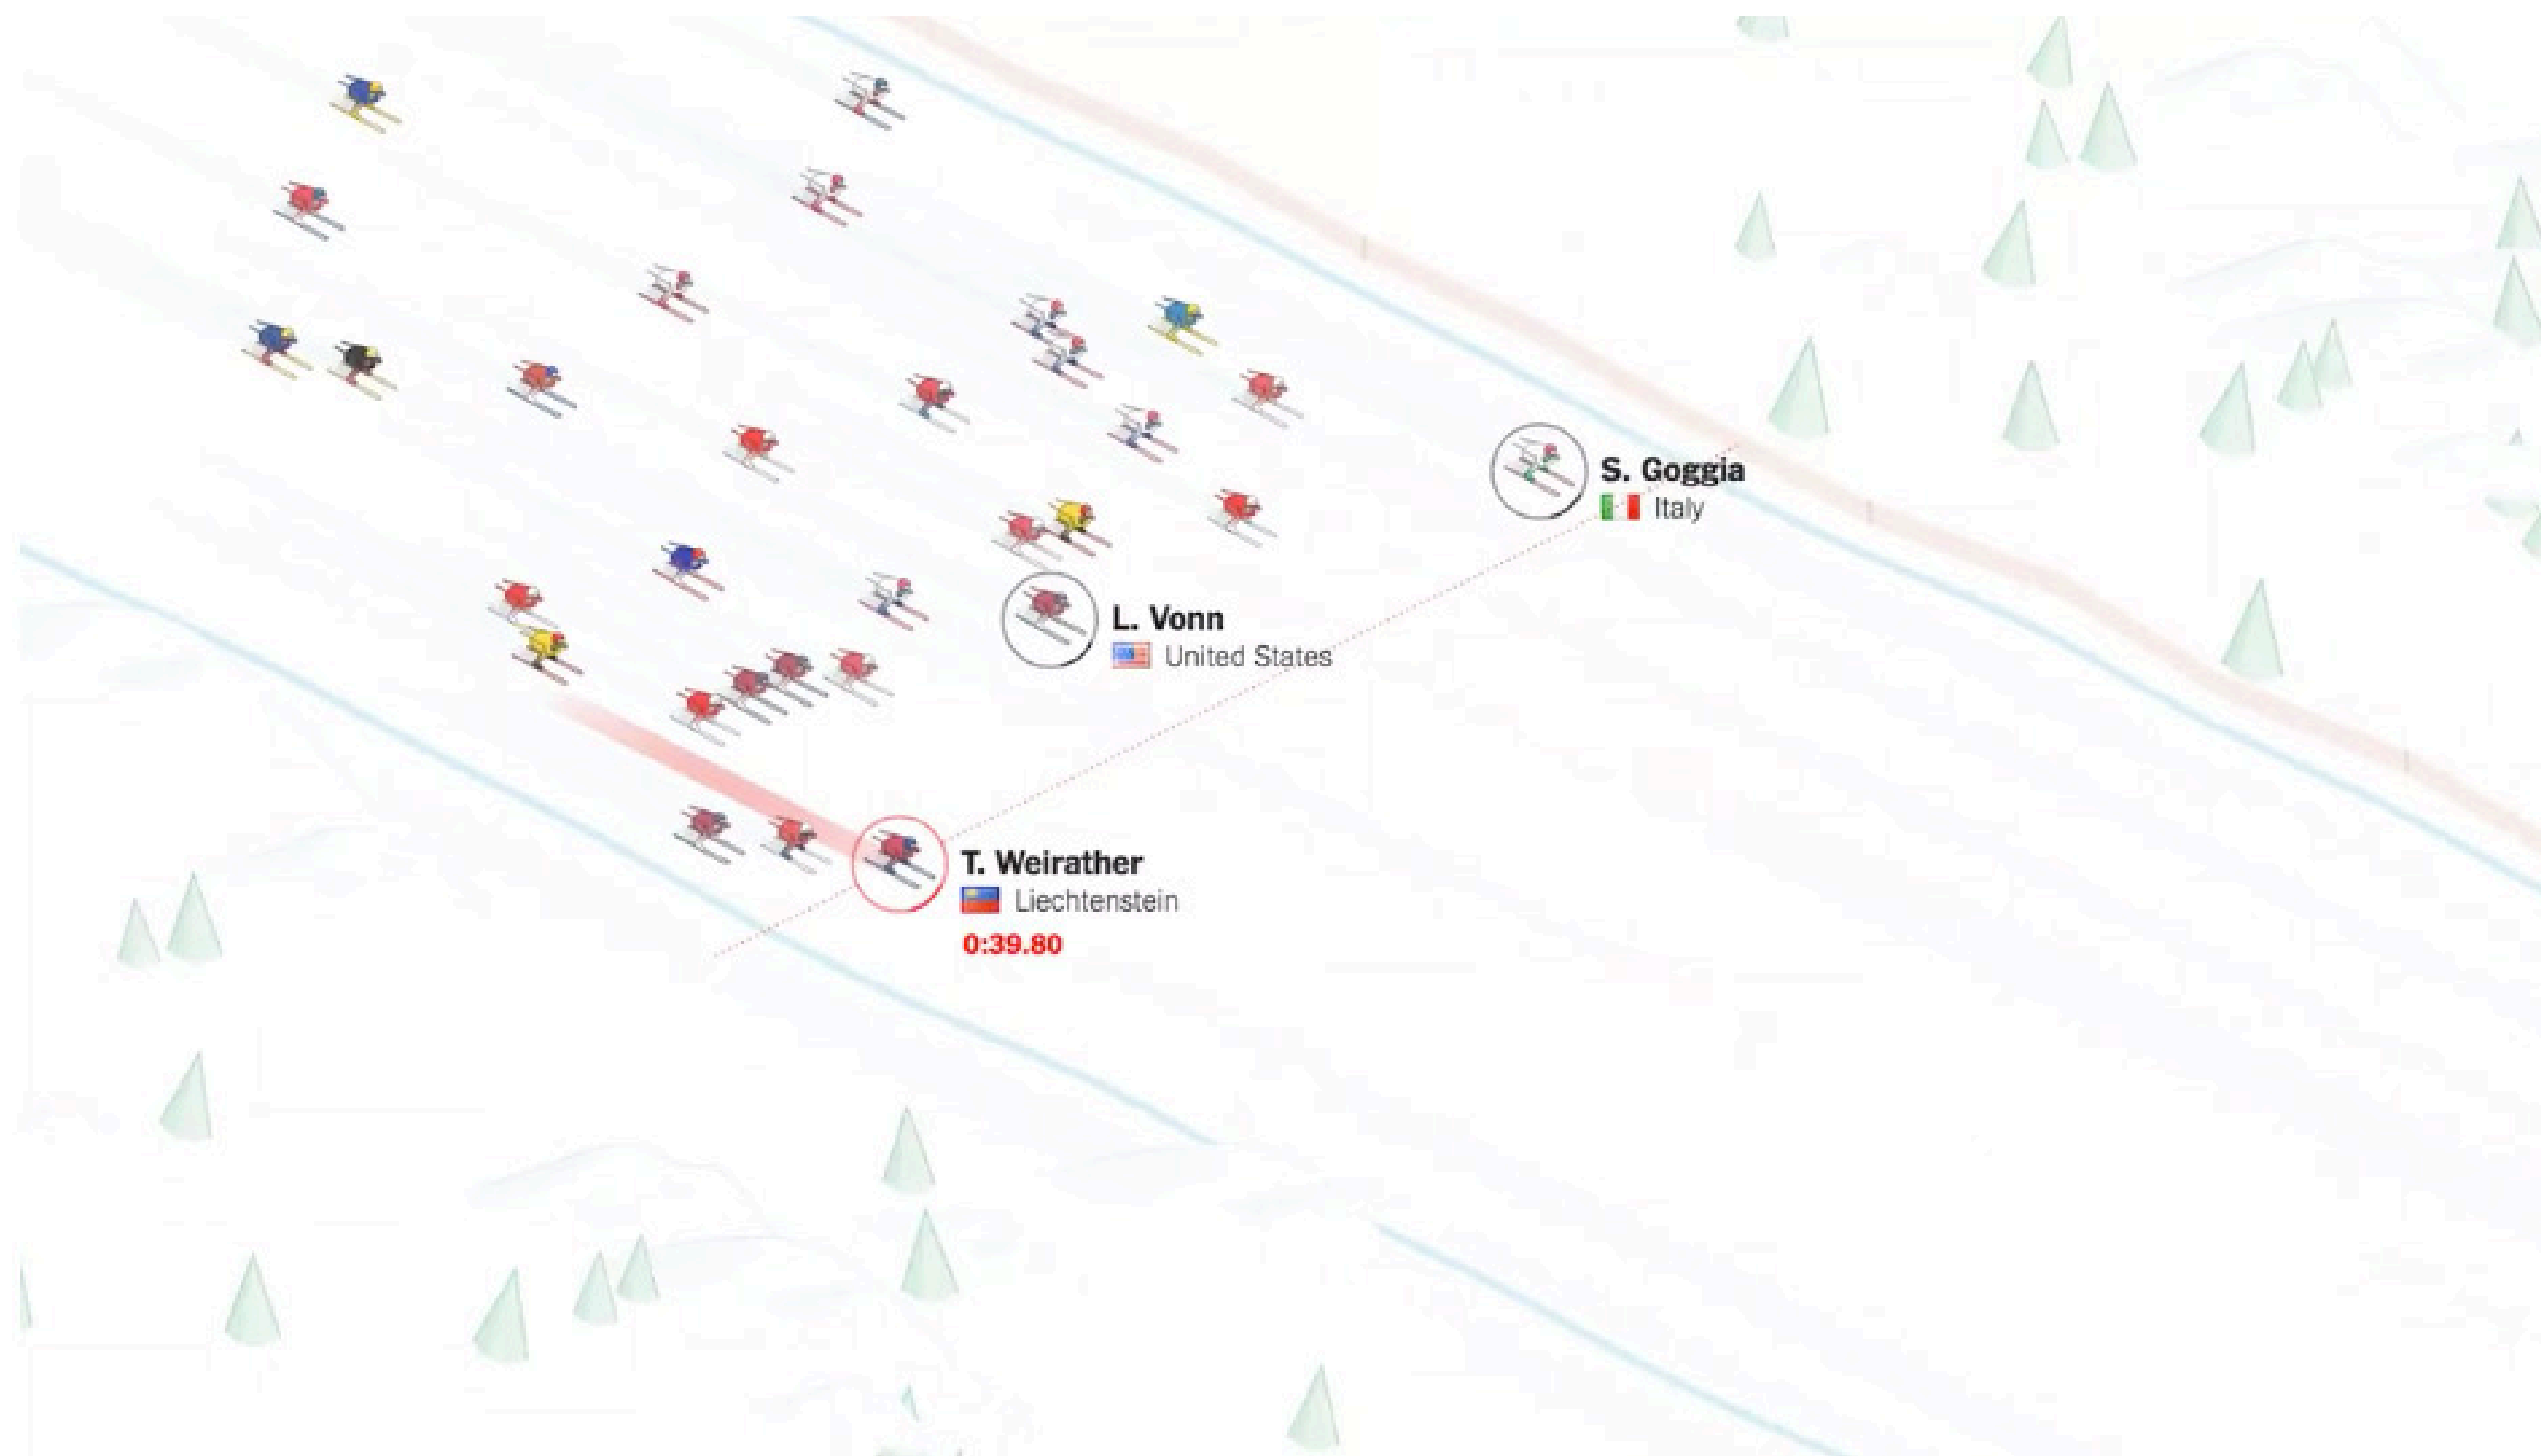 S. Goggia
Italy
L. Vonn
United States
T. Weirather
Liechtenstein
0:39.80